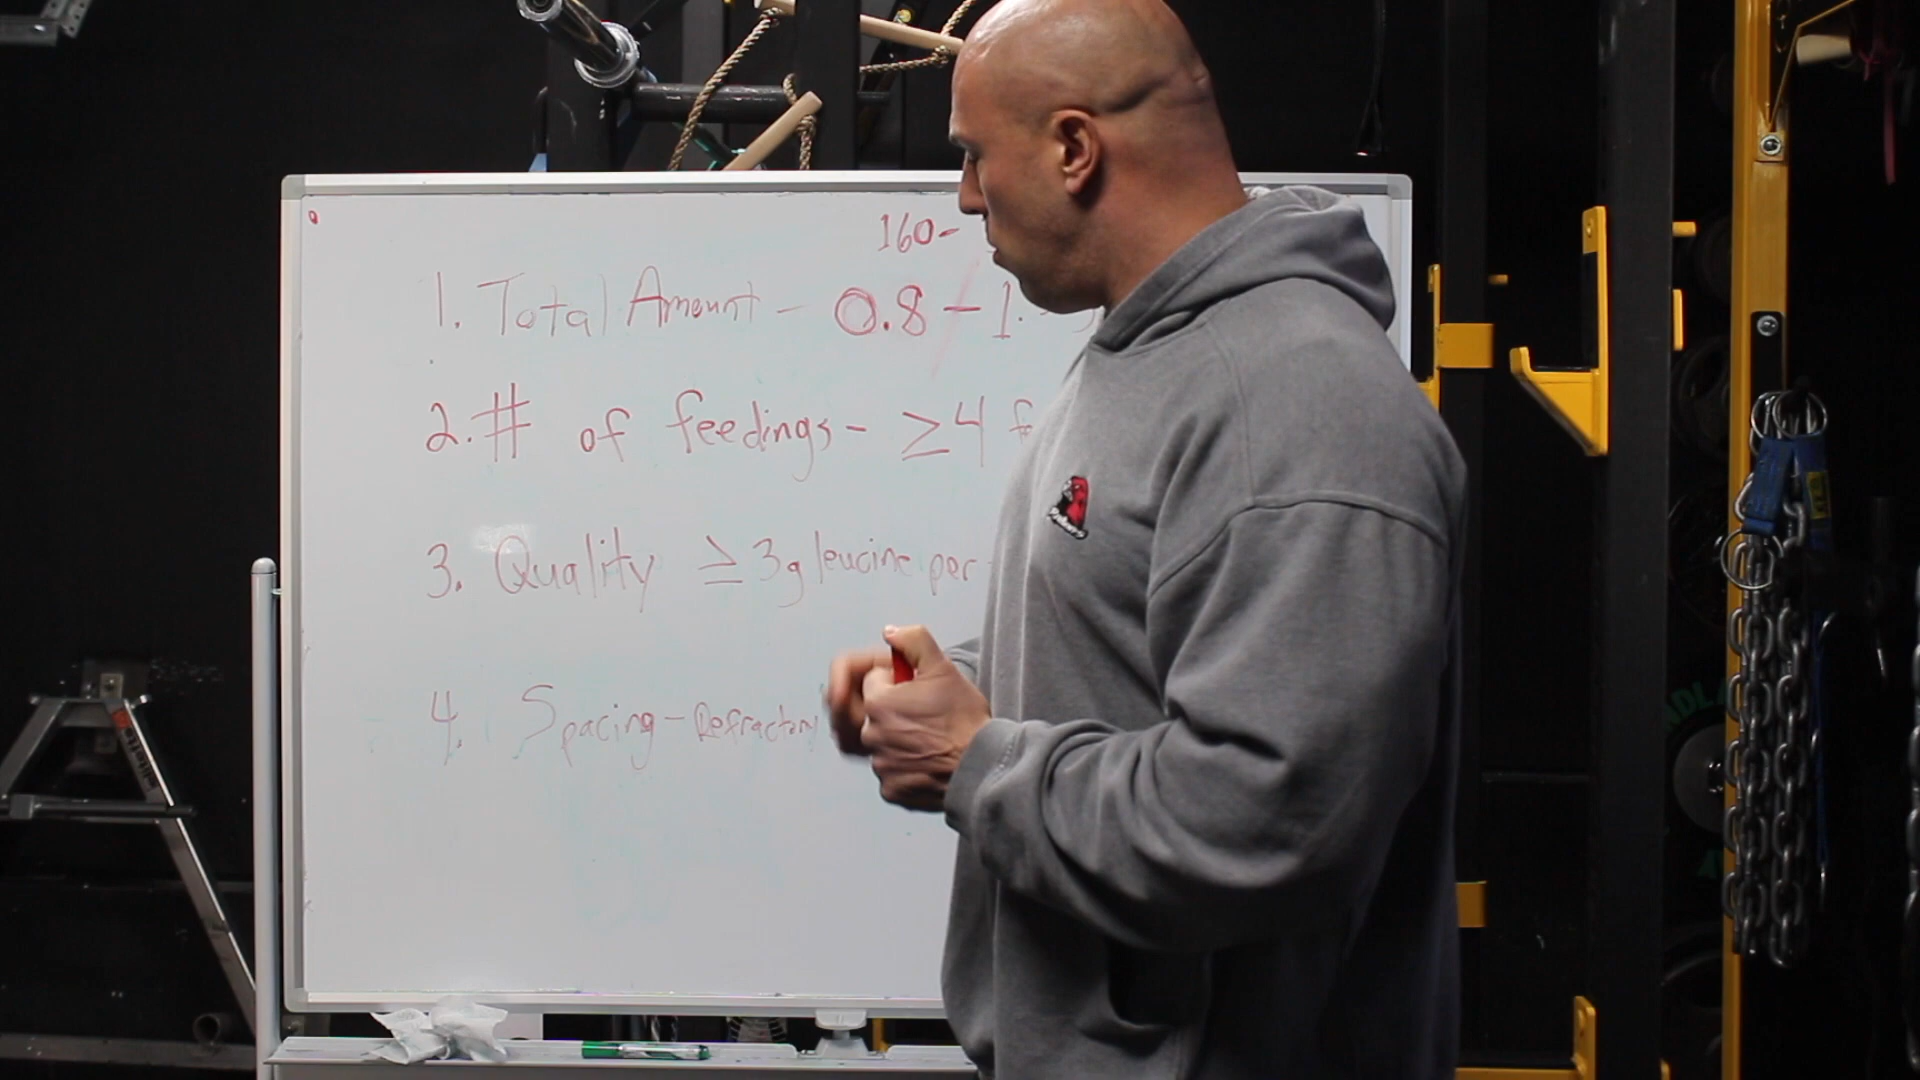 160-
1. Total Amount - 0.8 - 1.
2. # of feedings - ≥4 f
3. Quality ≥ 3g leucine per
4. Spacing - Refractory